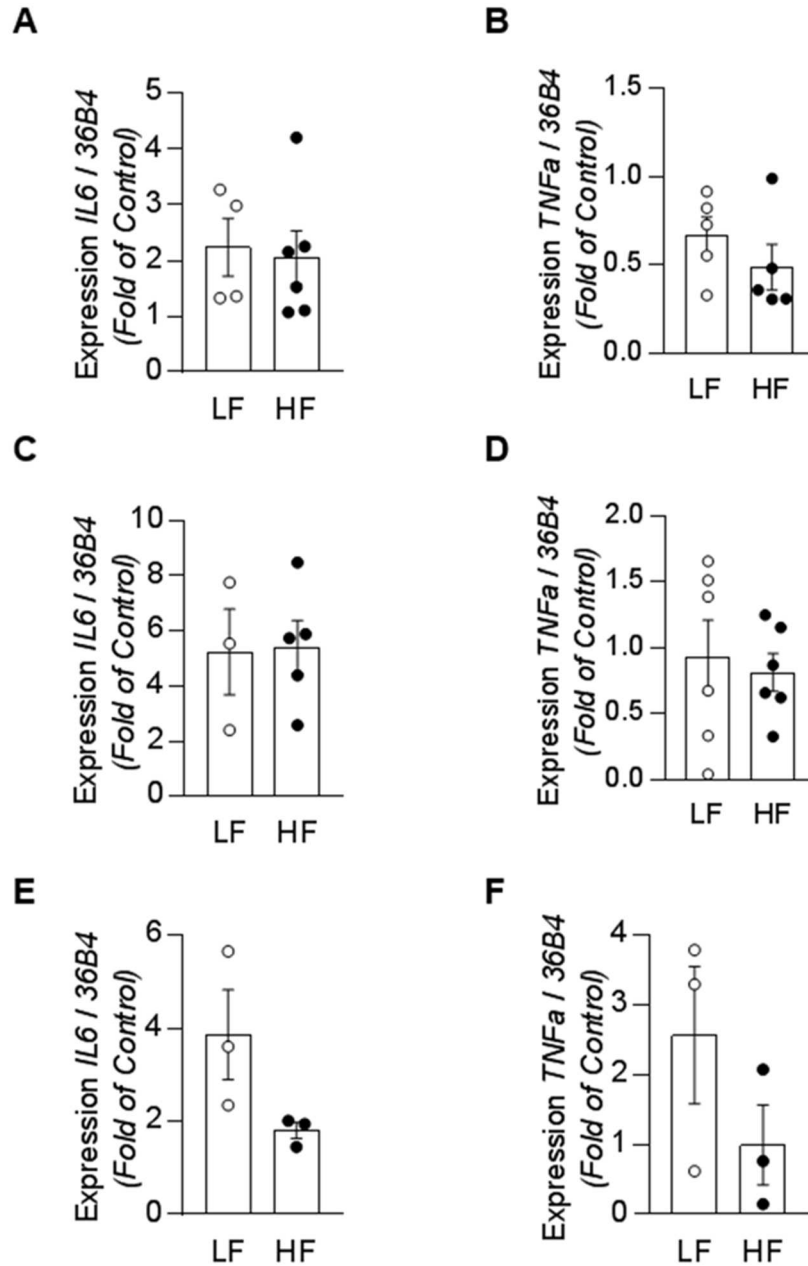 A
Expression IL6 / 36B4
(Fold of Control)
5
4
3
2
1
0
LF HF
B
Expression TNFa / 36B4
(Fold of Control)
1.5
1.0
0.5
0.0
LF HF
C
Expression IL6 / 36B4
(Fold of Control)
10
8
6
4
2
0
LF HF
D
Expression TNFa / 36B4
(Fold of Control)
2.0
1.5
1.0
0.5
0.0
LF HF
E
Expression IL6 / 36B4
(Fold of Control)
6
4
2
0
LF HF
F
Expression TNFa / 36B4
(Fold of Control)
4
3
2
1
0
LF HF